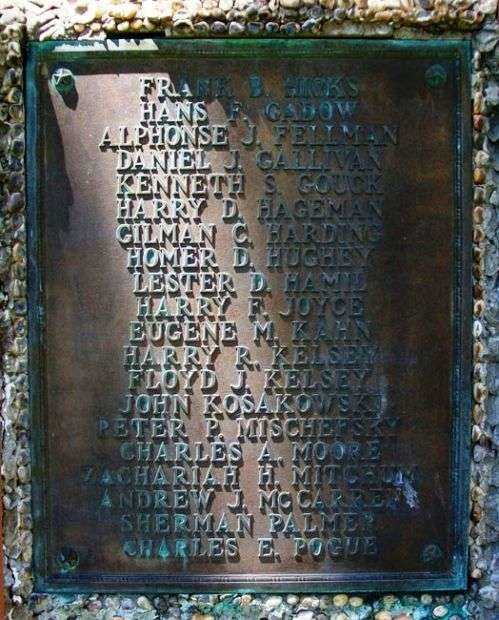 FRANK B. HICKS
HANS F. GADOW
ALPHONSE J. FELLMAN
DANIEL J. GALLIVAN
KENNETH S. GOUCK
HARRY D. HAGEMAN
GILMAN C. HARDING
HOMER D. HUGHEY
LESTER D. HAMIL
HARRY F. JOYCE
EUGENE M. KAHN
HARRY R. KELSEY
FLOYD J. KELSEY
JOHN KOSAKOWSKI
PETER P. MISCHEFSKY
CHARLES A. MOORE
ZACHARIAH H. MITCHUM
ANDREW J. MCCARREN
SHERMAN PALMER
CHARLES E. POGUE